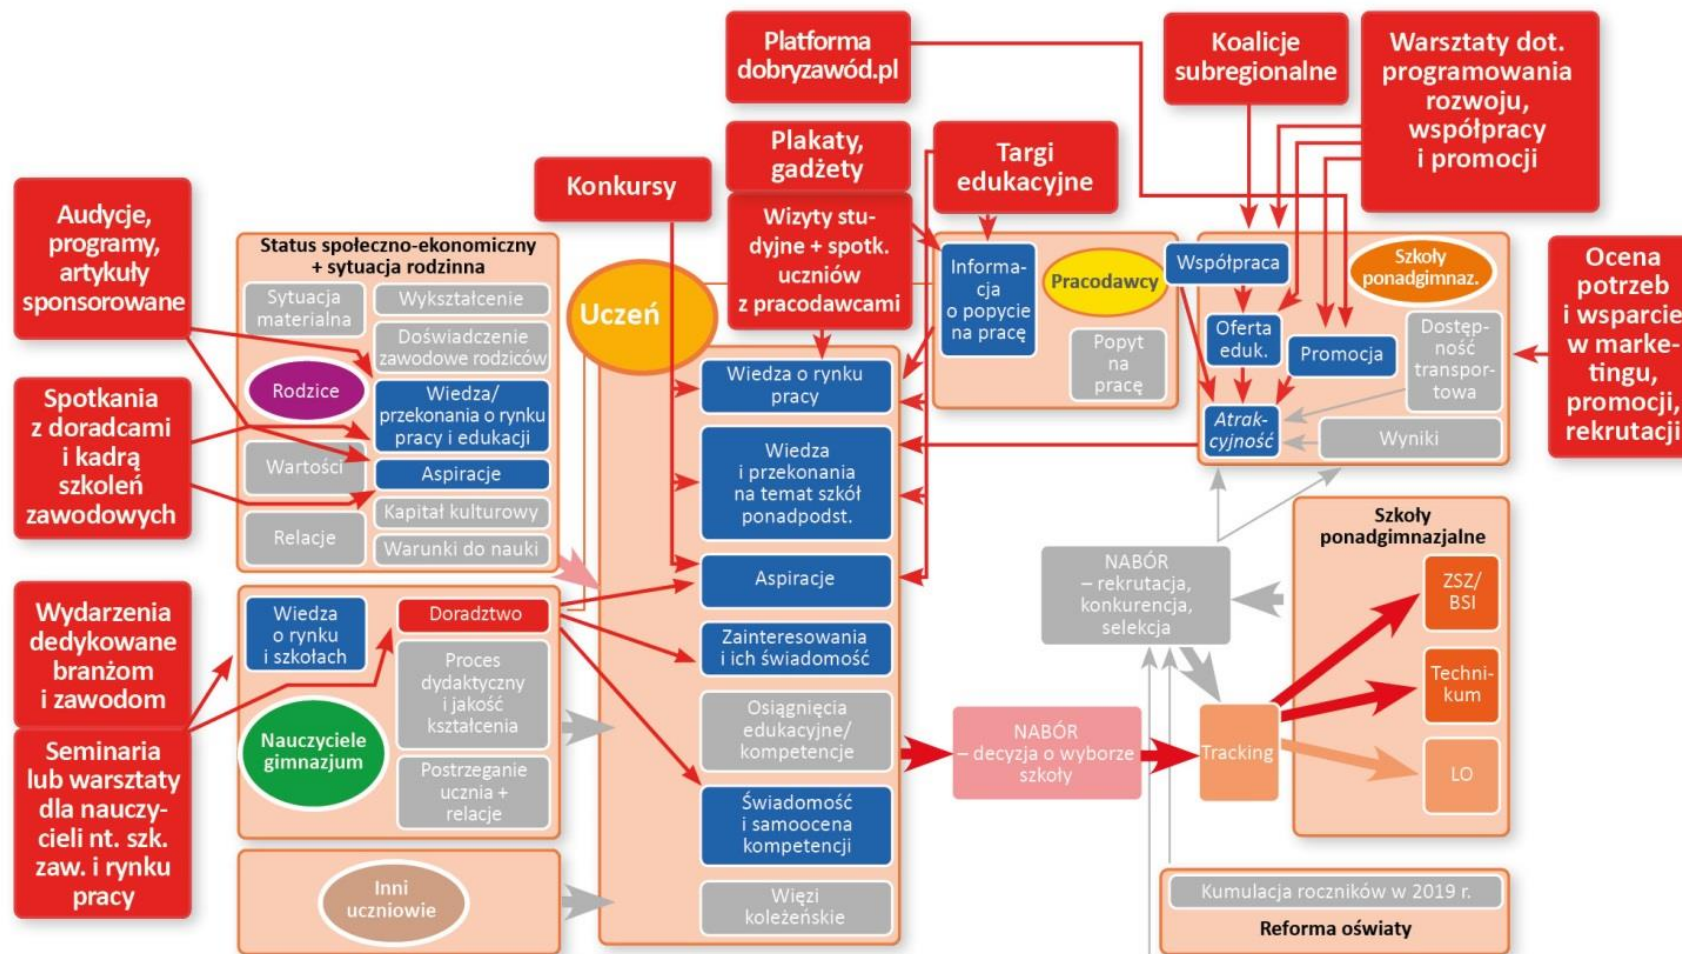 Platforma
dobryzawód.pl
Koalicje
subregionalne
Warsztaty dot.
programowania
rozwoju,
współpracy
i promocji
Plakaty,
gadżety
Targi
edukacyjne
Konkursy
Wizyty stu-
dyjne + spotk.
uczniów
z pracodawcami
Audycje,
programy,
artykuły
sponsorowane
Spotkania
z doradcami
i kadrą
szkoleń
zawodowych
Wydarzenia
dedykowane
branżom
i zawodom
Seminaria
lub warsztaty
dla nauczy-
cieli nt. szk.
zaw. i rynku
pracy
Status społeczno-ekonomiczny
+ sytuacja rodzinna
Sytuacja
materialna
Wykształcenie
Doświadczenie
zawodowe rodziców
Rodzice
Wiedza/
przekonania o rynku
pracy i edukacji
Wartości
Aspiracje
Relacje
Kapitał kulturowy
Warunki do nauki
Wiedza
o rynku
i szkołach
Doradztwo
Proces
dydaktyczny
i jakość
kształcenia
Nauczyciele
gimnazjum
Postrzeganie
ucznia +
relacje
Inni
uczniowie
Uczeń
Wiedza o rynku
pracy
Wiedza
i przekonania
na temat szkół
ponadpodst.
Aspiracje
Zainteresowania
i ich świadomość
Osiągnięcia
edukacyjne/
kompetencje
Świadomość
i samoocena
kompetencji
Więzi
koleżeńskie
Informa-
cja
o popycie
na pracę
Pracodawcy
Popyt
na
pracę
Współpraca
Szkoły
ponadgimnaz.
Oferta
eduk.
Promocja
Dostęp-
ność
transpor-
towa
Atrak-
cyjność
Wyniki
Ocena
potrzeb
i wsparcie
w marke-
tingu,
promocji,
rekrutacji
NABÓR
– rekrutacja,
konkurencja,
selekcja
NABÓR
– decyzja o wyborze
szkoły
Tracking
Szkoły
ponadgimnazjalne
ZSZ/
BSI
Techni-
kum
LO
Kumulacja roczników w 2019 r.
Reforma oświaty